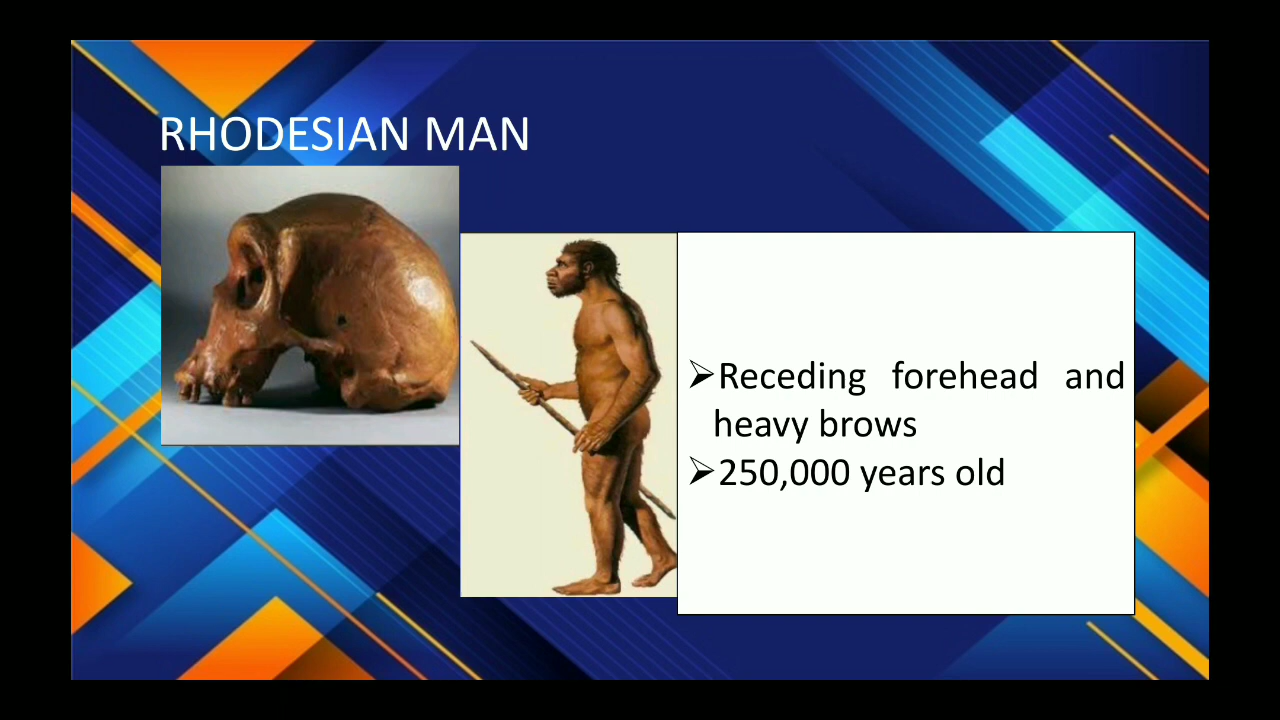 RHODESIAN MAN
➢Receding forehead and
heavy brows
➢250,000 years old